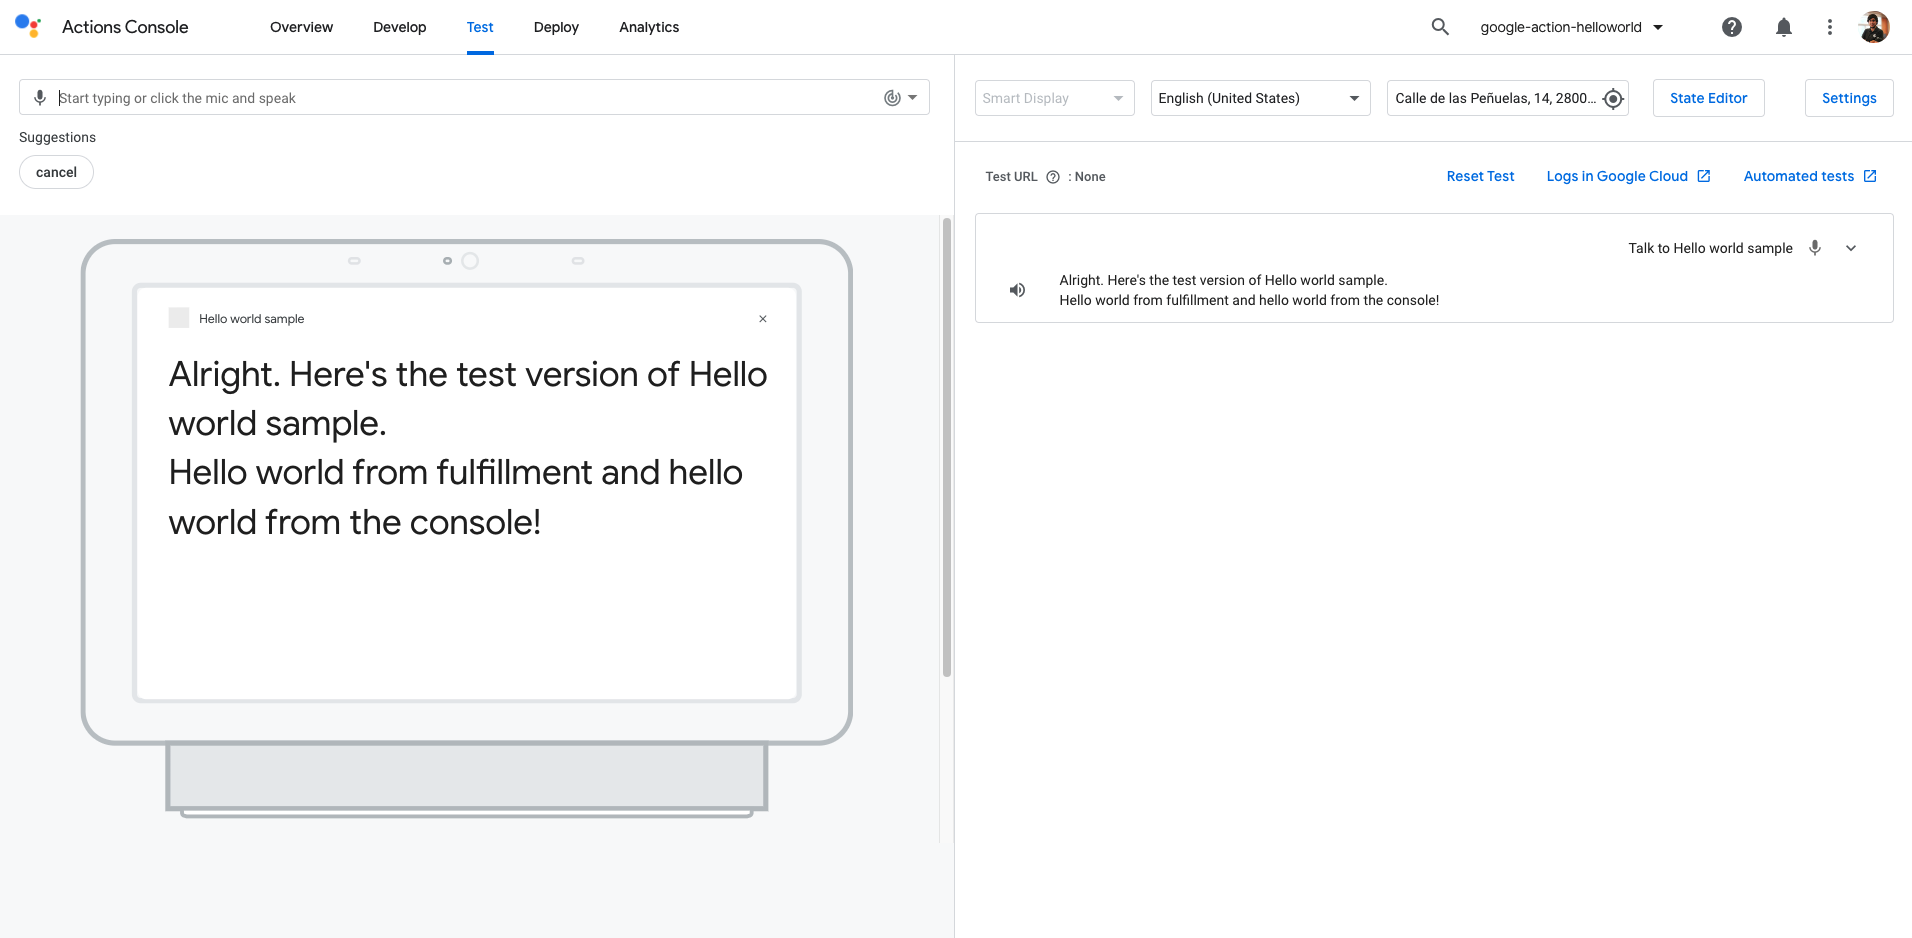 Actions Console
Overview
Develop
Test
Deploy
Analytics
google-action-helloworld
Start typing or click the mic and speak
Suggestions
cancel
Hello world sample
Alright. Here's the test version of Hello
world sample.
Hello world from fulfillment and hello
world from the console!
Smart Display
English (United States)
Calle de las Peñuelas, 14, 2800...
State Editor
Settings
Test URL : None
Reset Test
Logs in Google Cloud
Automated tests
Talk to Hello world sample
Alright. Here's the test version of Hello world sample.
Hello world from fulfillment and hello world from the console!